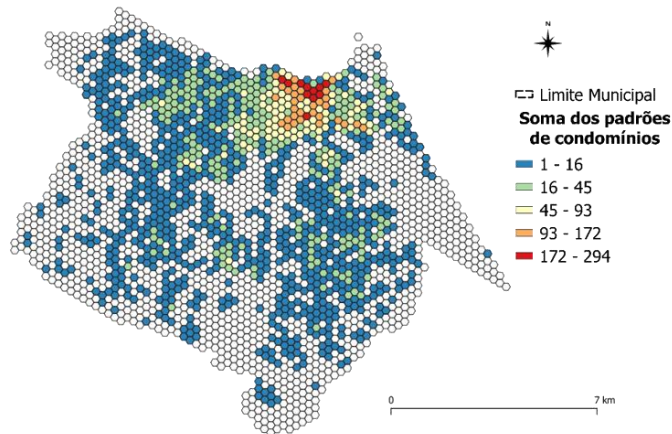 N
Limite Municipal
Soma dos padrões
de condomínios
1 - 16
16 - 45
45 - 93
93 - 172
172 - 294
0 7 km